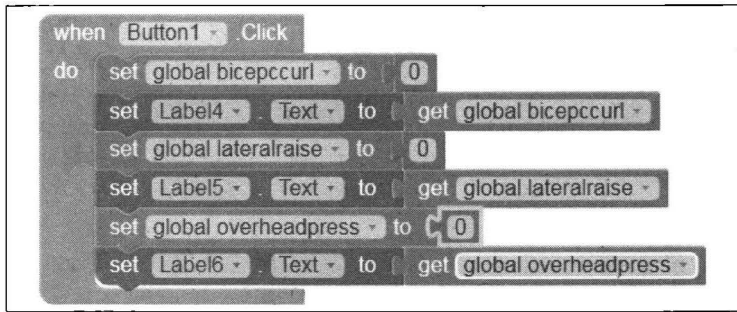 when Button1 .Click
do set global bicepccurl to 0
set Label4 . Text to get global bicepccurl
set global lateralraise to 0
set Label5 . Text to get global lateralraise
set global overheadpress to 0
set Label6 . Text to get global overheadpress